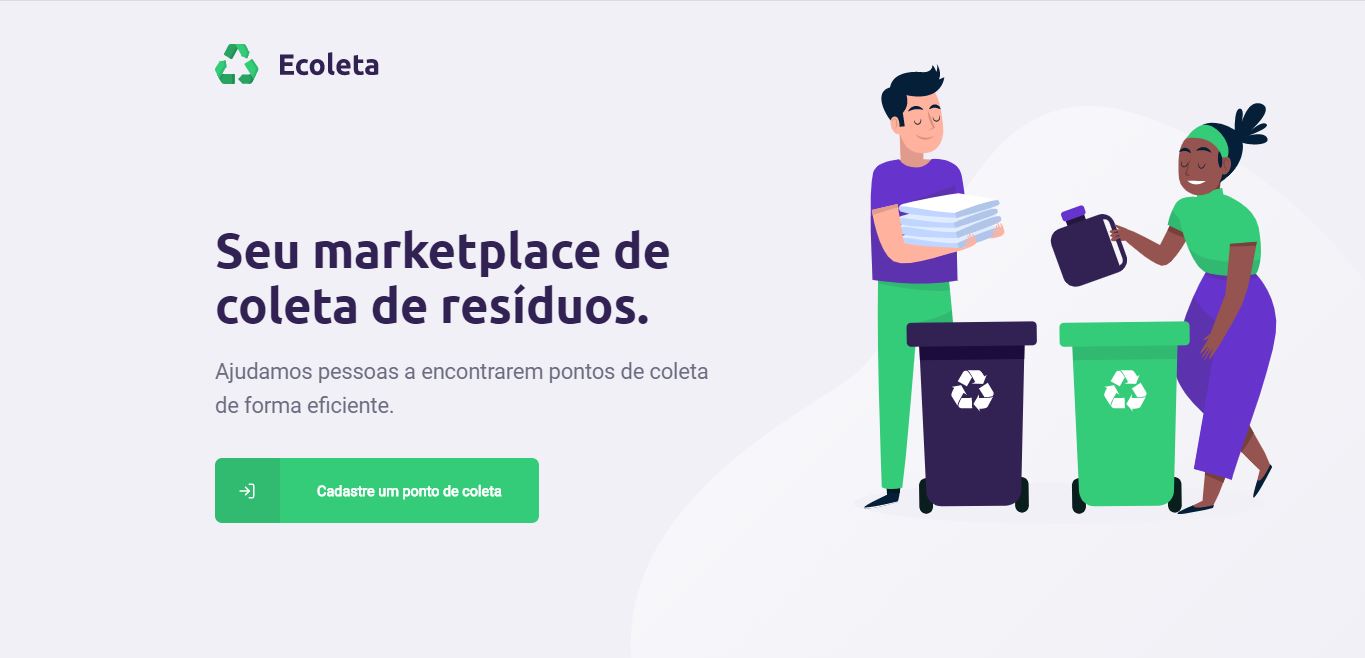 Ecoleta
Seu marketplace de
coleta de resíduos.
Ajudamos pessoas a encontrarem pontos de coleta
de forma eficiente.
Cadastre um ponto de coleta